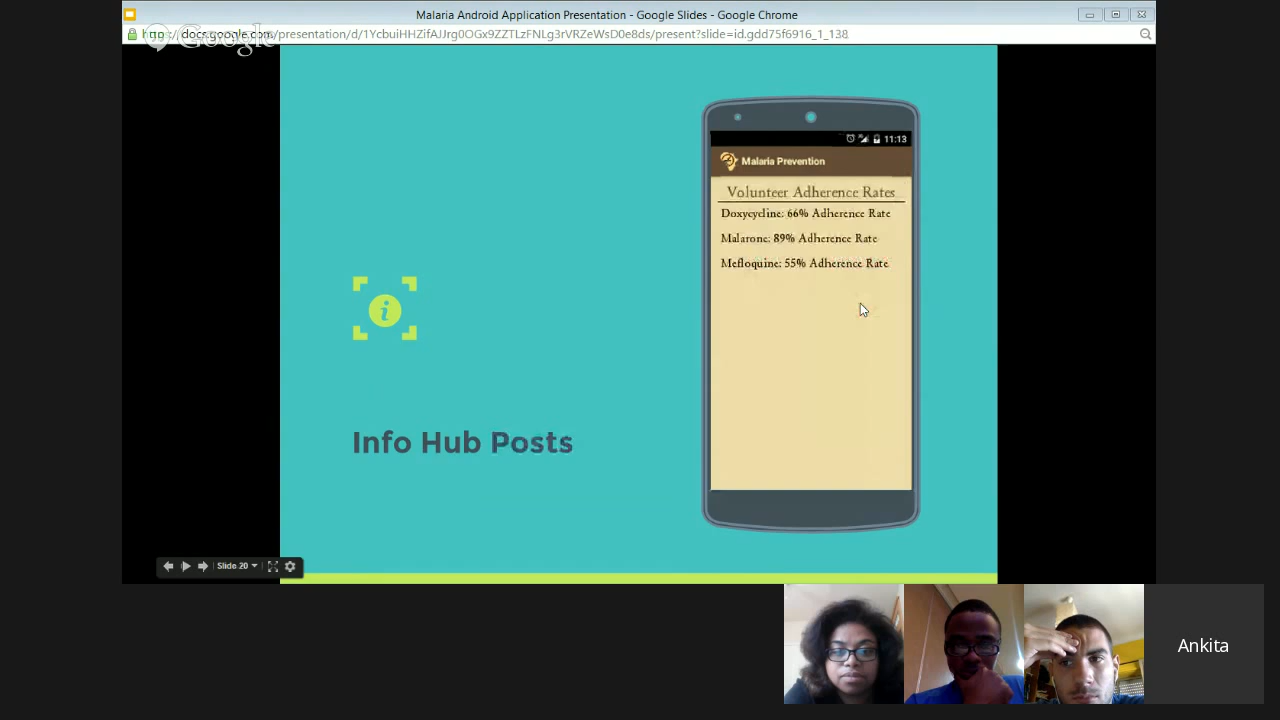 Malaria Android Application Presentation - Google Slides - Google Chrome
Google
docs.google.com/presentation/d/1YcbuiHHZifAJJrg0OGx9ZZTLzFNLg3rVRZeWsD0e8ds/present?slide=id.gdd75f6916_1_138
11:13
Malaria Prevention
Volunteer Adherence Rates
Doxycycline: 66% Adherence Rate
Malarone: 89% Adherence Rate
Mefloquine: 55% Adherence Rate
i
Info Hub Posts
Slide 20
Ankita